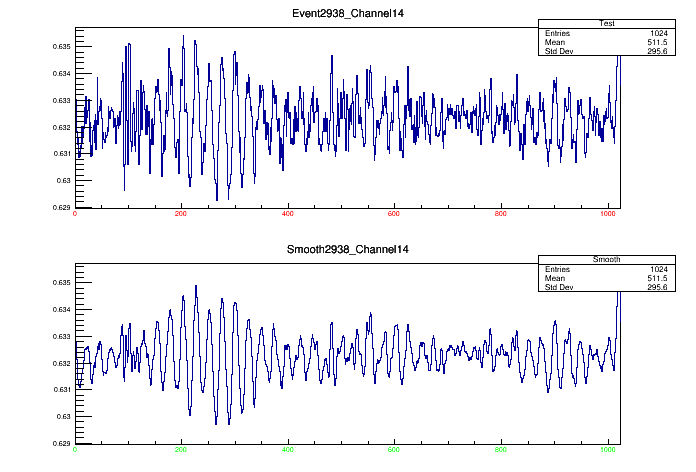 Event2938_Channel14
Test
Entries 1024
Mean 511.5
Std Dev 295.6
0.635
0.634
0.633
0.632
0.631
0.63
0.629
0 200 400 600 800 1000
Smooth2938_Channel14
Smooth
Entries 1024
Mean 511.5
Std Dev 295.6
0.635
0.634
0.633
0.632
0.631
0.63
0.629
0 200 400 600 800 1000